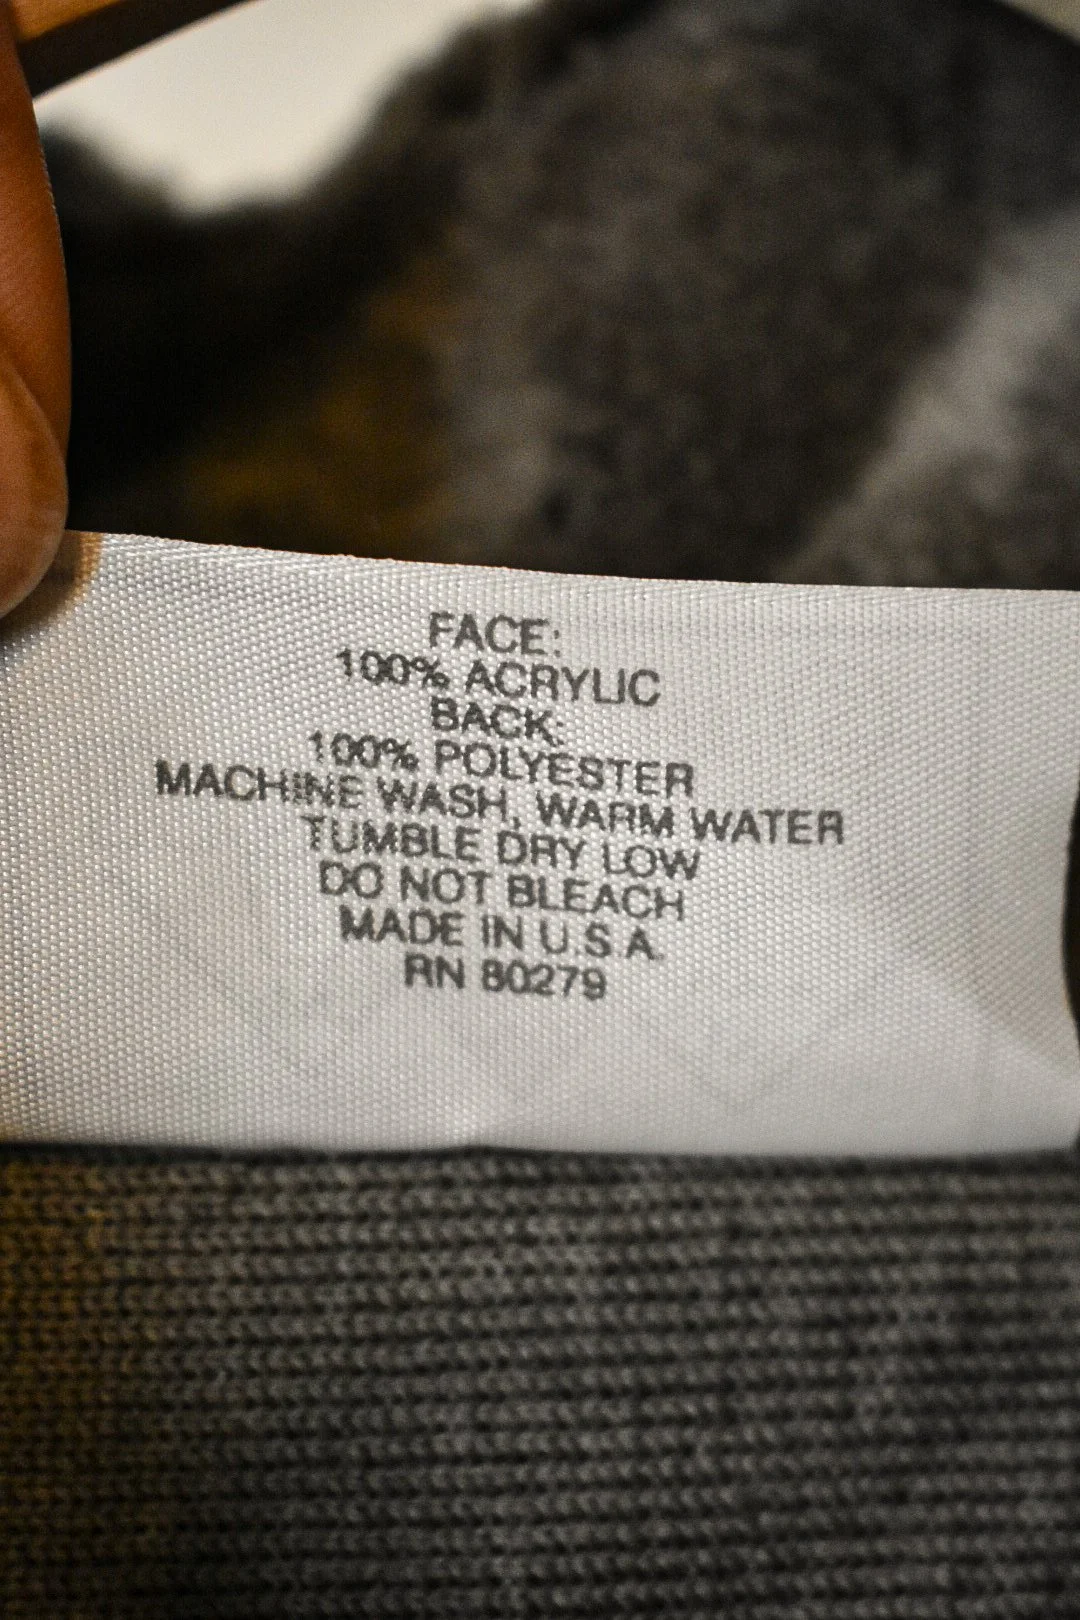 FACE:
100% ACRYLIC
BACK:
100% POLYESTER
MACHINE WASH, WARM WATER
TUMBLE DRY LOW
DO NOT BLEACH
MADE IN U.S.A.
RN 80279